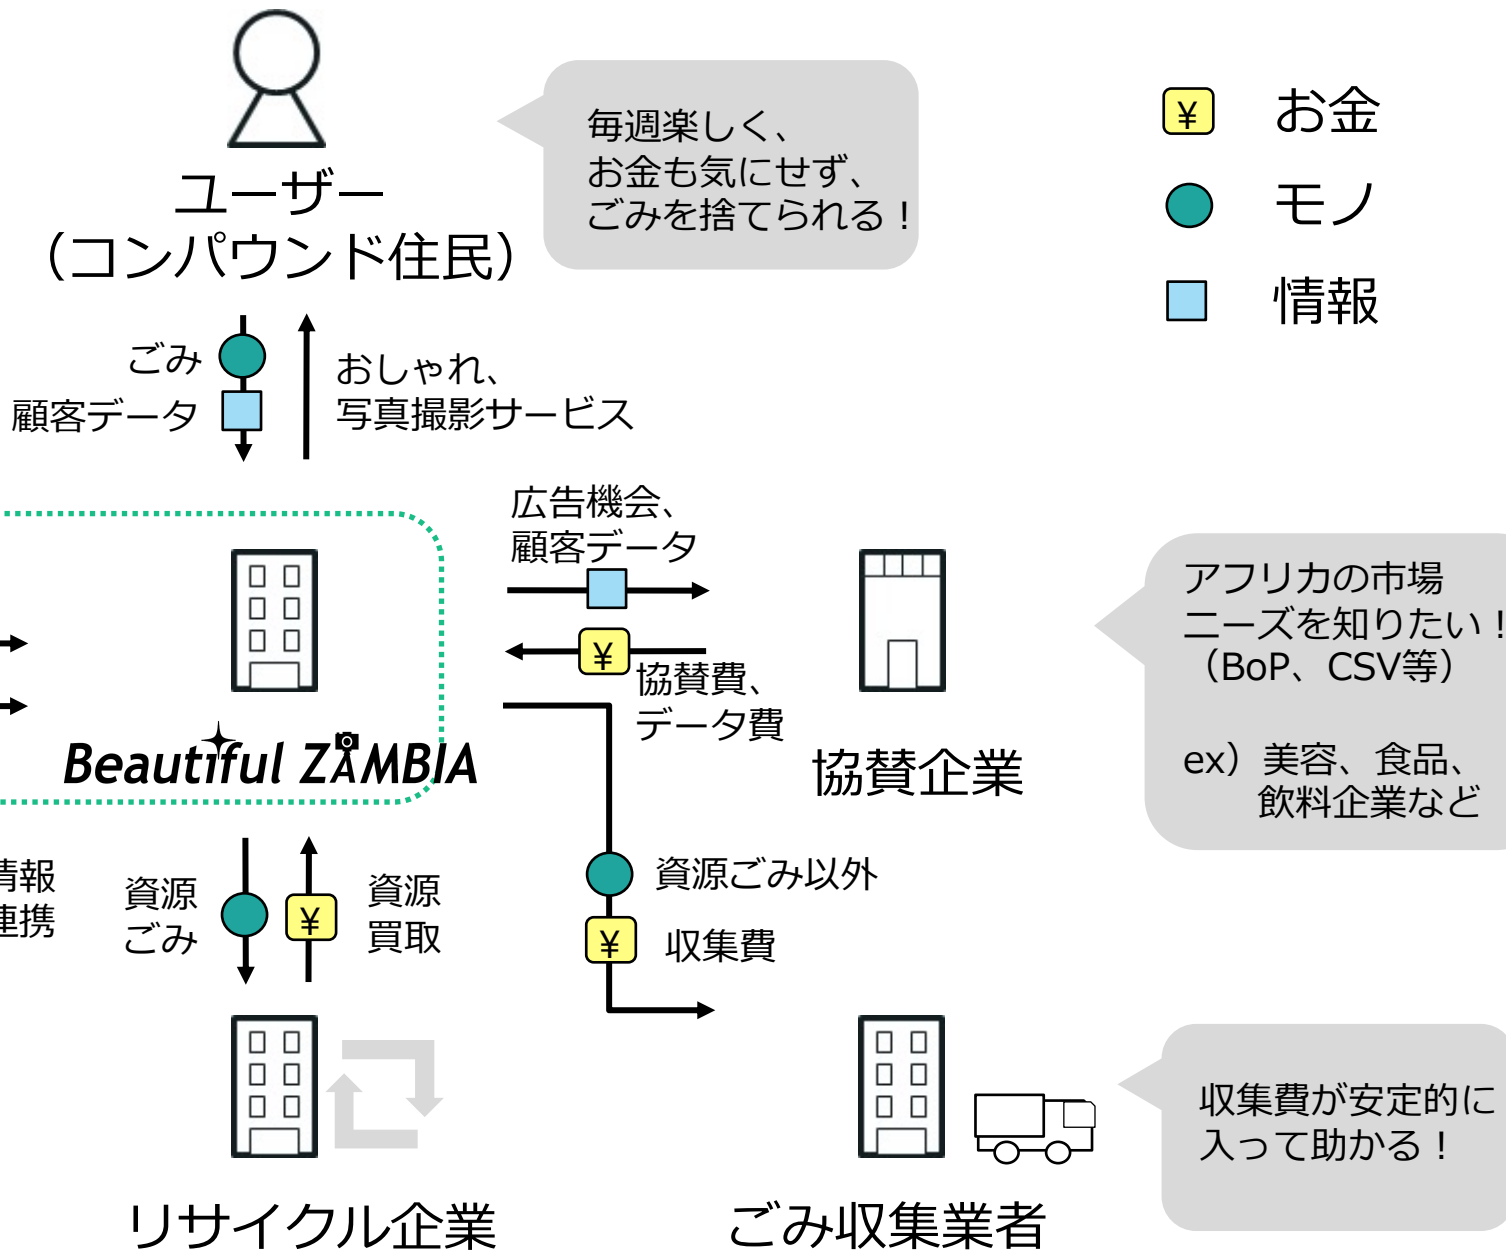 ユーザー
（コンパウンド住民）
毎週楽しく、
お金も気にせず、
ごみを捨てられる！
¥ お金
モノ
情報
ごみ
顧客データ
おしゃれ、
写真撮影サービス
広告機会、
顧客データ
¥
協賛費、
データ費
Beautiful ZAMBIA
協賛企業
アフリカの市場
ニーズを知りたい！
（BoP、CSV等）
ex）美容、食品、
飲料企業など
情報
連携
資源
ごみ
¥
資源
買取
資源ごみ以外
¥
収集費
リサイクル企業
ごみ収集業者
収集費が安定的に
入って助かる！